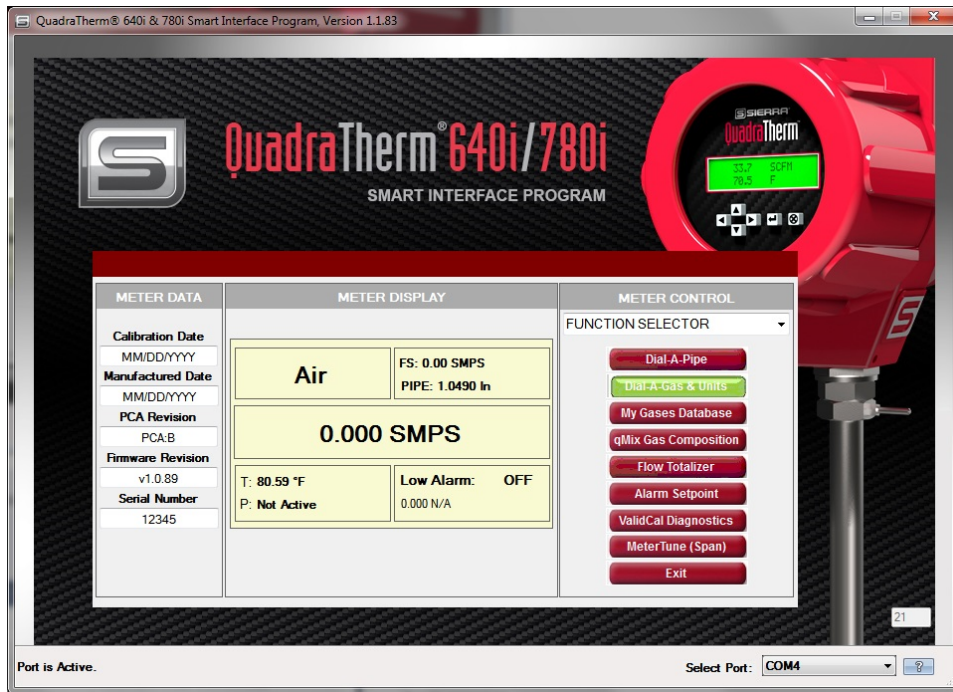 QuadraTherm® 640i & 780i Smart Interface Program, Version 1.1.83
QuadraTherm® 640i/780i
SMART INTERFACE PROGRAM
SIERRA
QuadraTherm
33.7 SCFM
70.5 F
METER DATA
Calibration Date
MM/DD/YYYY
Manufactured Date
MM/DD/YYYY
PCA Revision
PCA:B
Firmware Revision
v1.0.89
Serial Number
12345
METER DISPLAY
Air
FS: 0.00 SMPS
PIPE: 1.0490 In
0.000 SMPS
T: 80.59 °F
P: Not Active
Low Alarm: OFF
0.000 N/A
METER CONTROL
FUNCTION SELECTOR
Dial-A-Pipe
Dial-A-Gas & Units
My Gases Database
qMix Gas Composition
Flow Totalizer
Alarm Setpoint
ValidCal Diagnostics
MeterTune (Span)
Exit
21
Port is Active.
Select Port: COM4
?